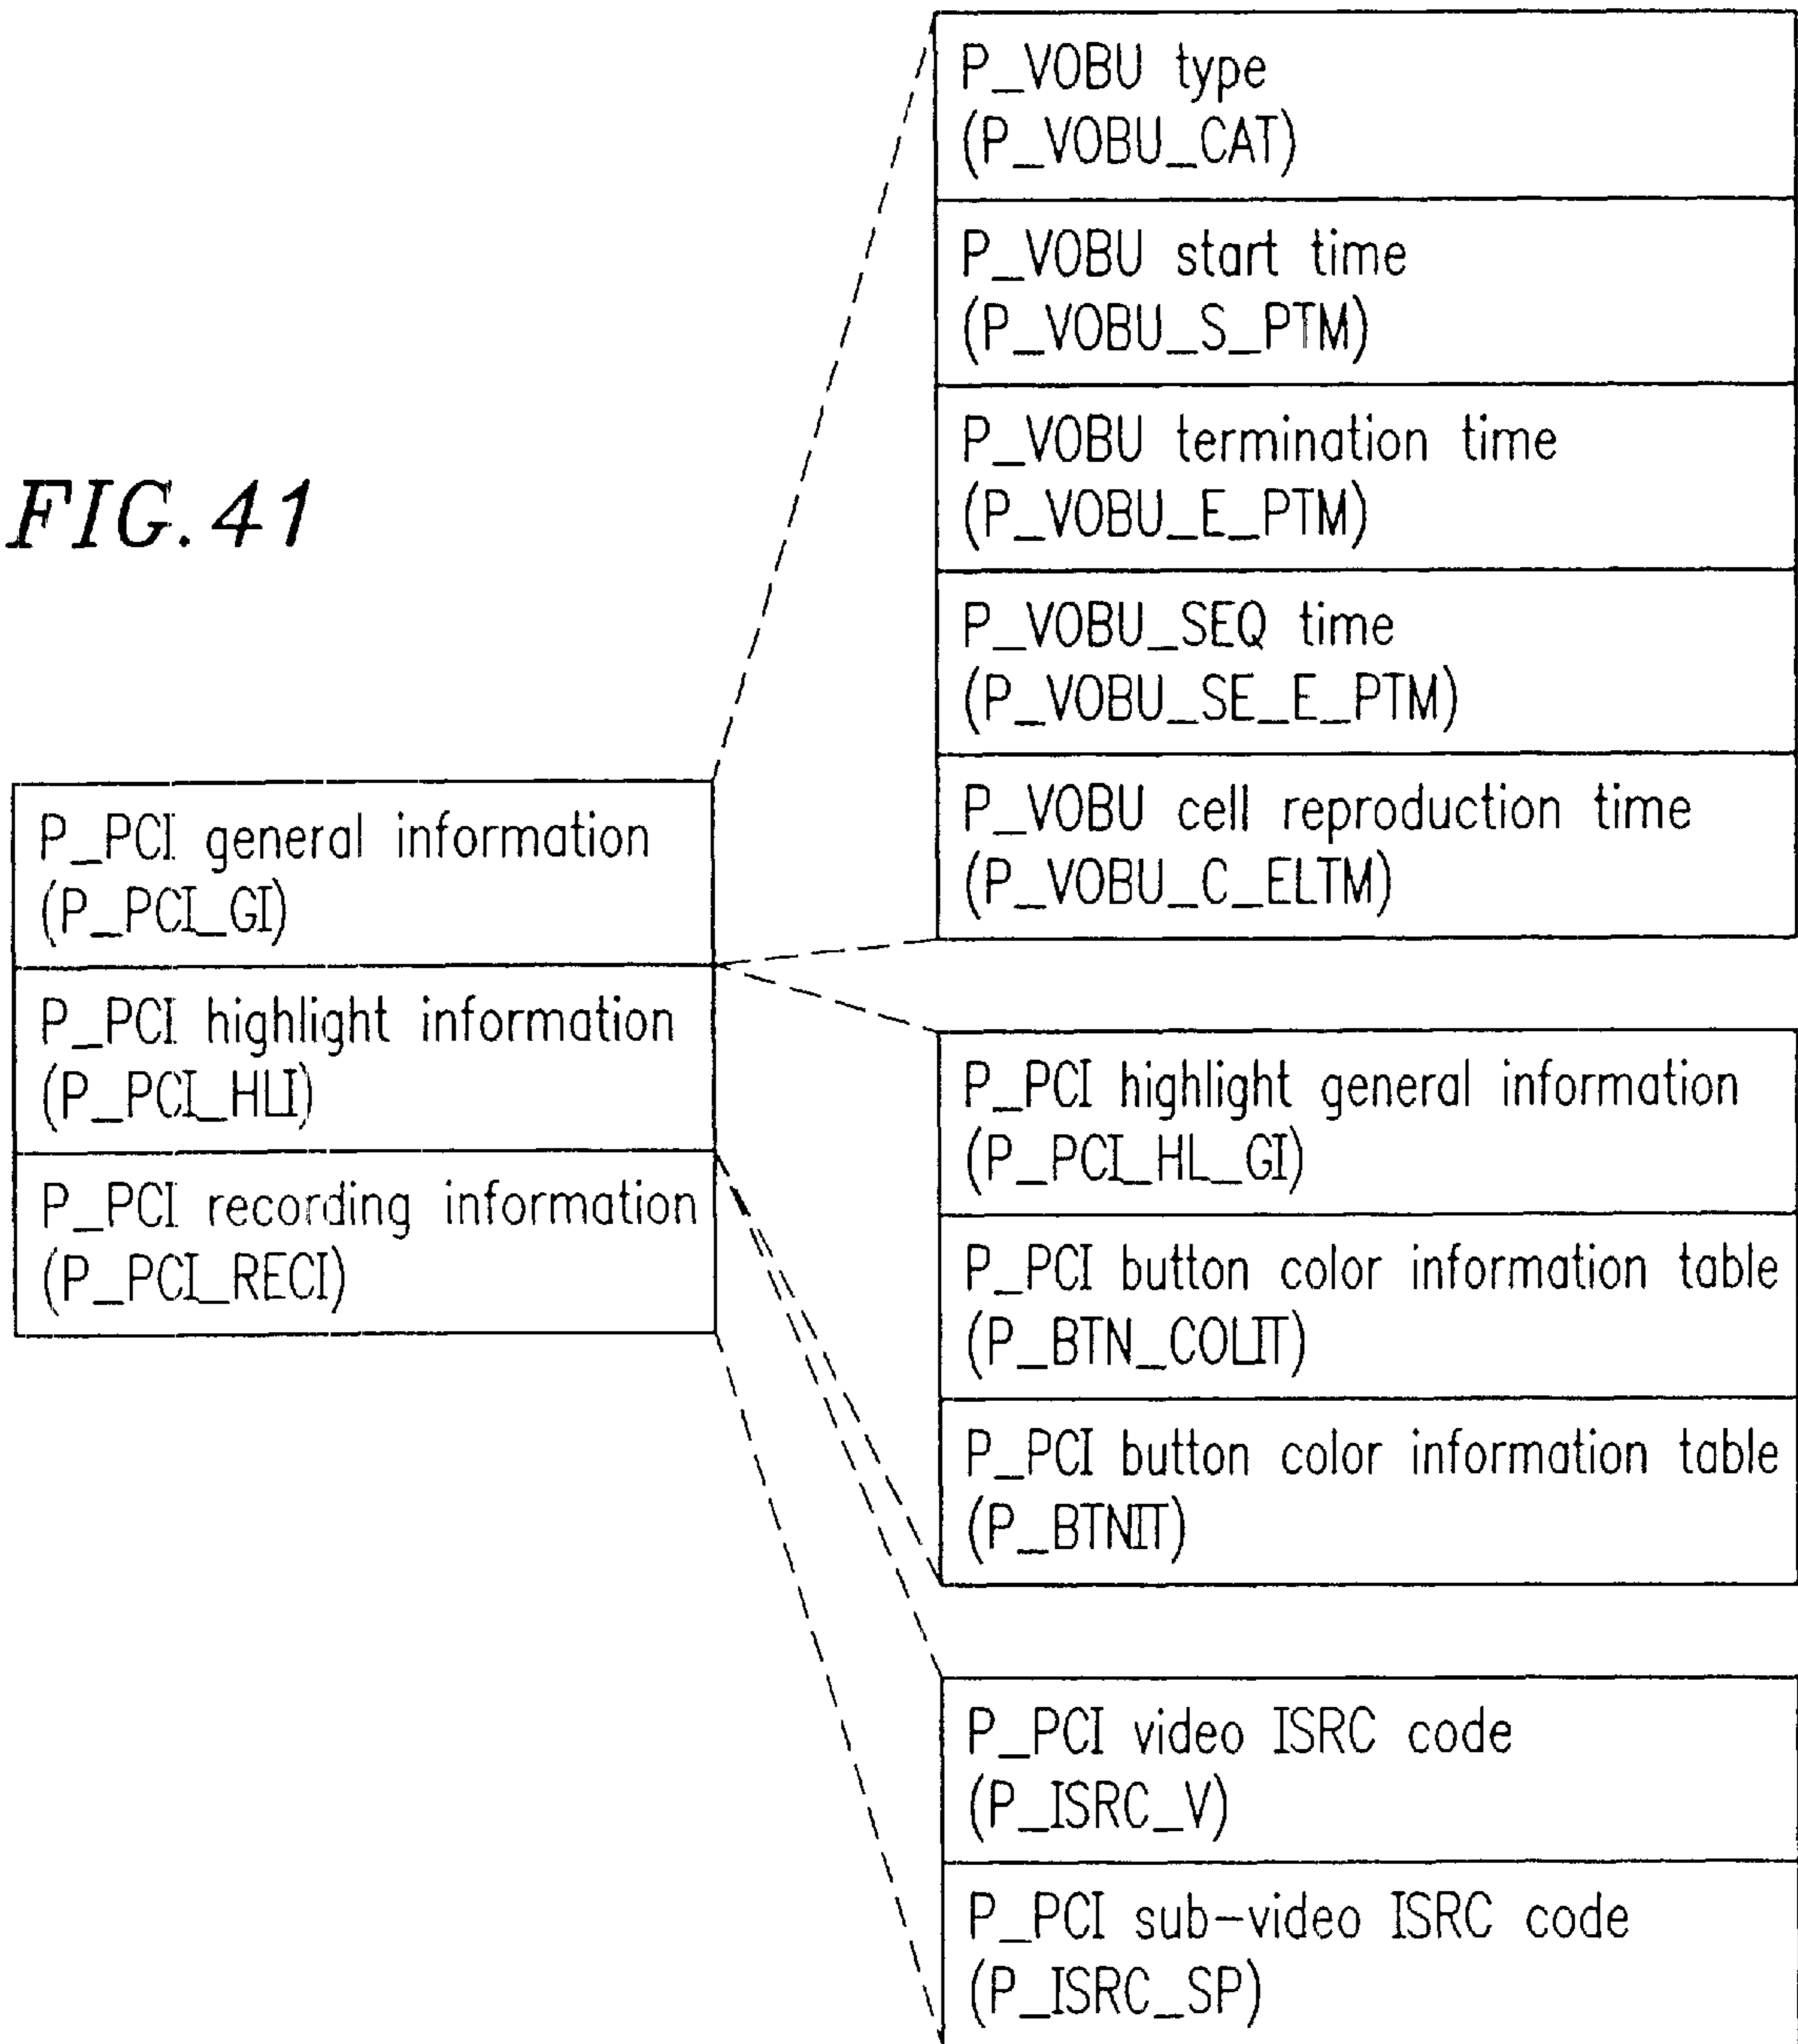 FIG. 41
P_PCI general information
(P_PCI_GI)
P_PCI highlight information
(P_PCI_HLI)
P_PCI recording information
(P_PCI_RECI)
P_VOBU type
(P_VOBU_CAT)
P_VOBU start time
(P_VOBU_S_PTM)
P_VOBU termination time
(P_VOBU_E_PTM)
P_VOBU_SEQ time
(P_VOBU_SE_E_PTM)
P_VOBU cell reproduction time
(P_VOBU_C_ELTM)
P_PCI highlight general information
(P_PCI_HL_GI)
P_PCI button color information table
(P_BTN_COLIT)
P_PCI button color information table
(P_BTNIT)
P_PCI video ISRC code
(P_ISRC_V)
P_PCI sub-video ISRC code
(P_ISRC_SP)